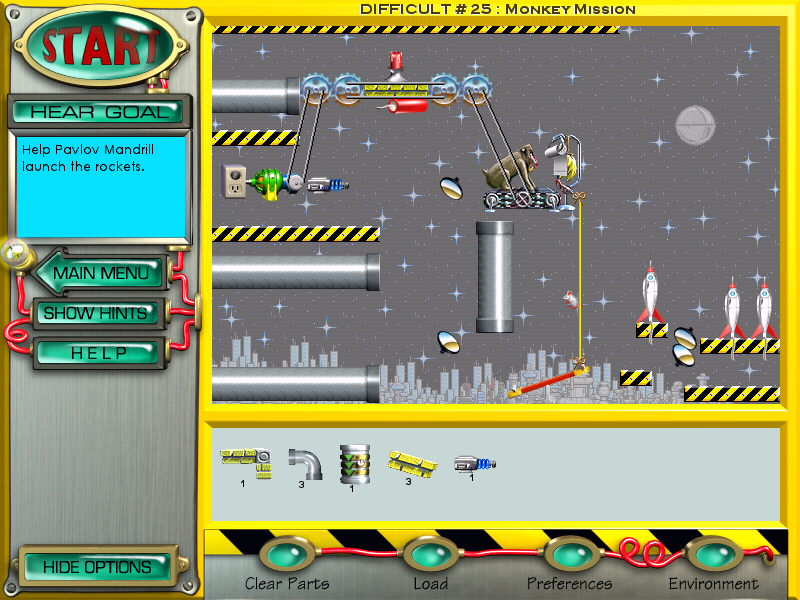 DIFFICULT # 25 : MONKEY MISSION
START
HEAR GOAL
Help Pavlov Mandrill
launch the rockets.
MAIN MENU
SHOW HINTS
HELP
HIDE OPTIONS
1
3
1
3
1
Clear Parts
Load
Preferences
Environment